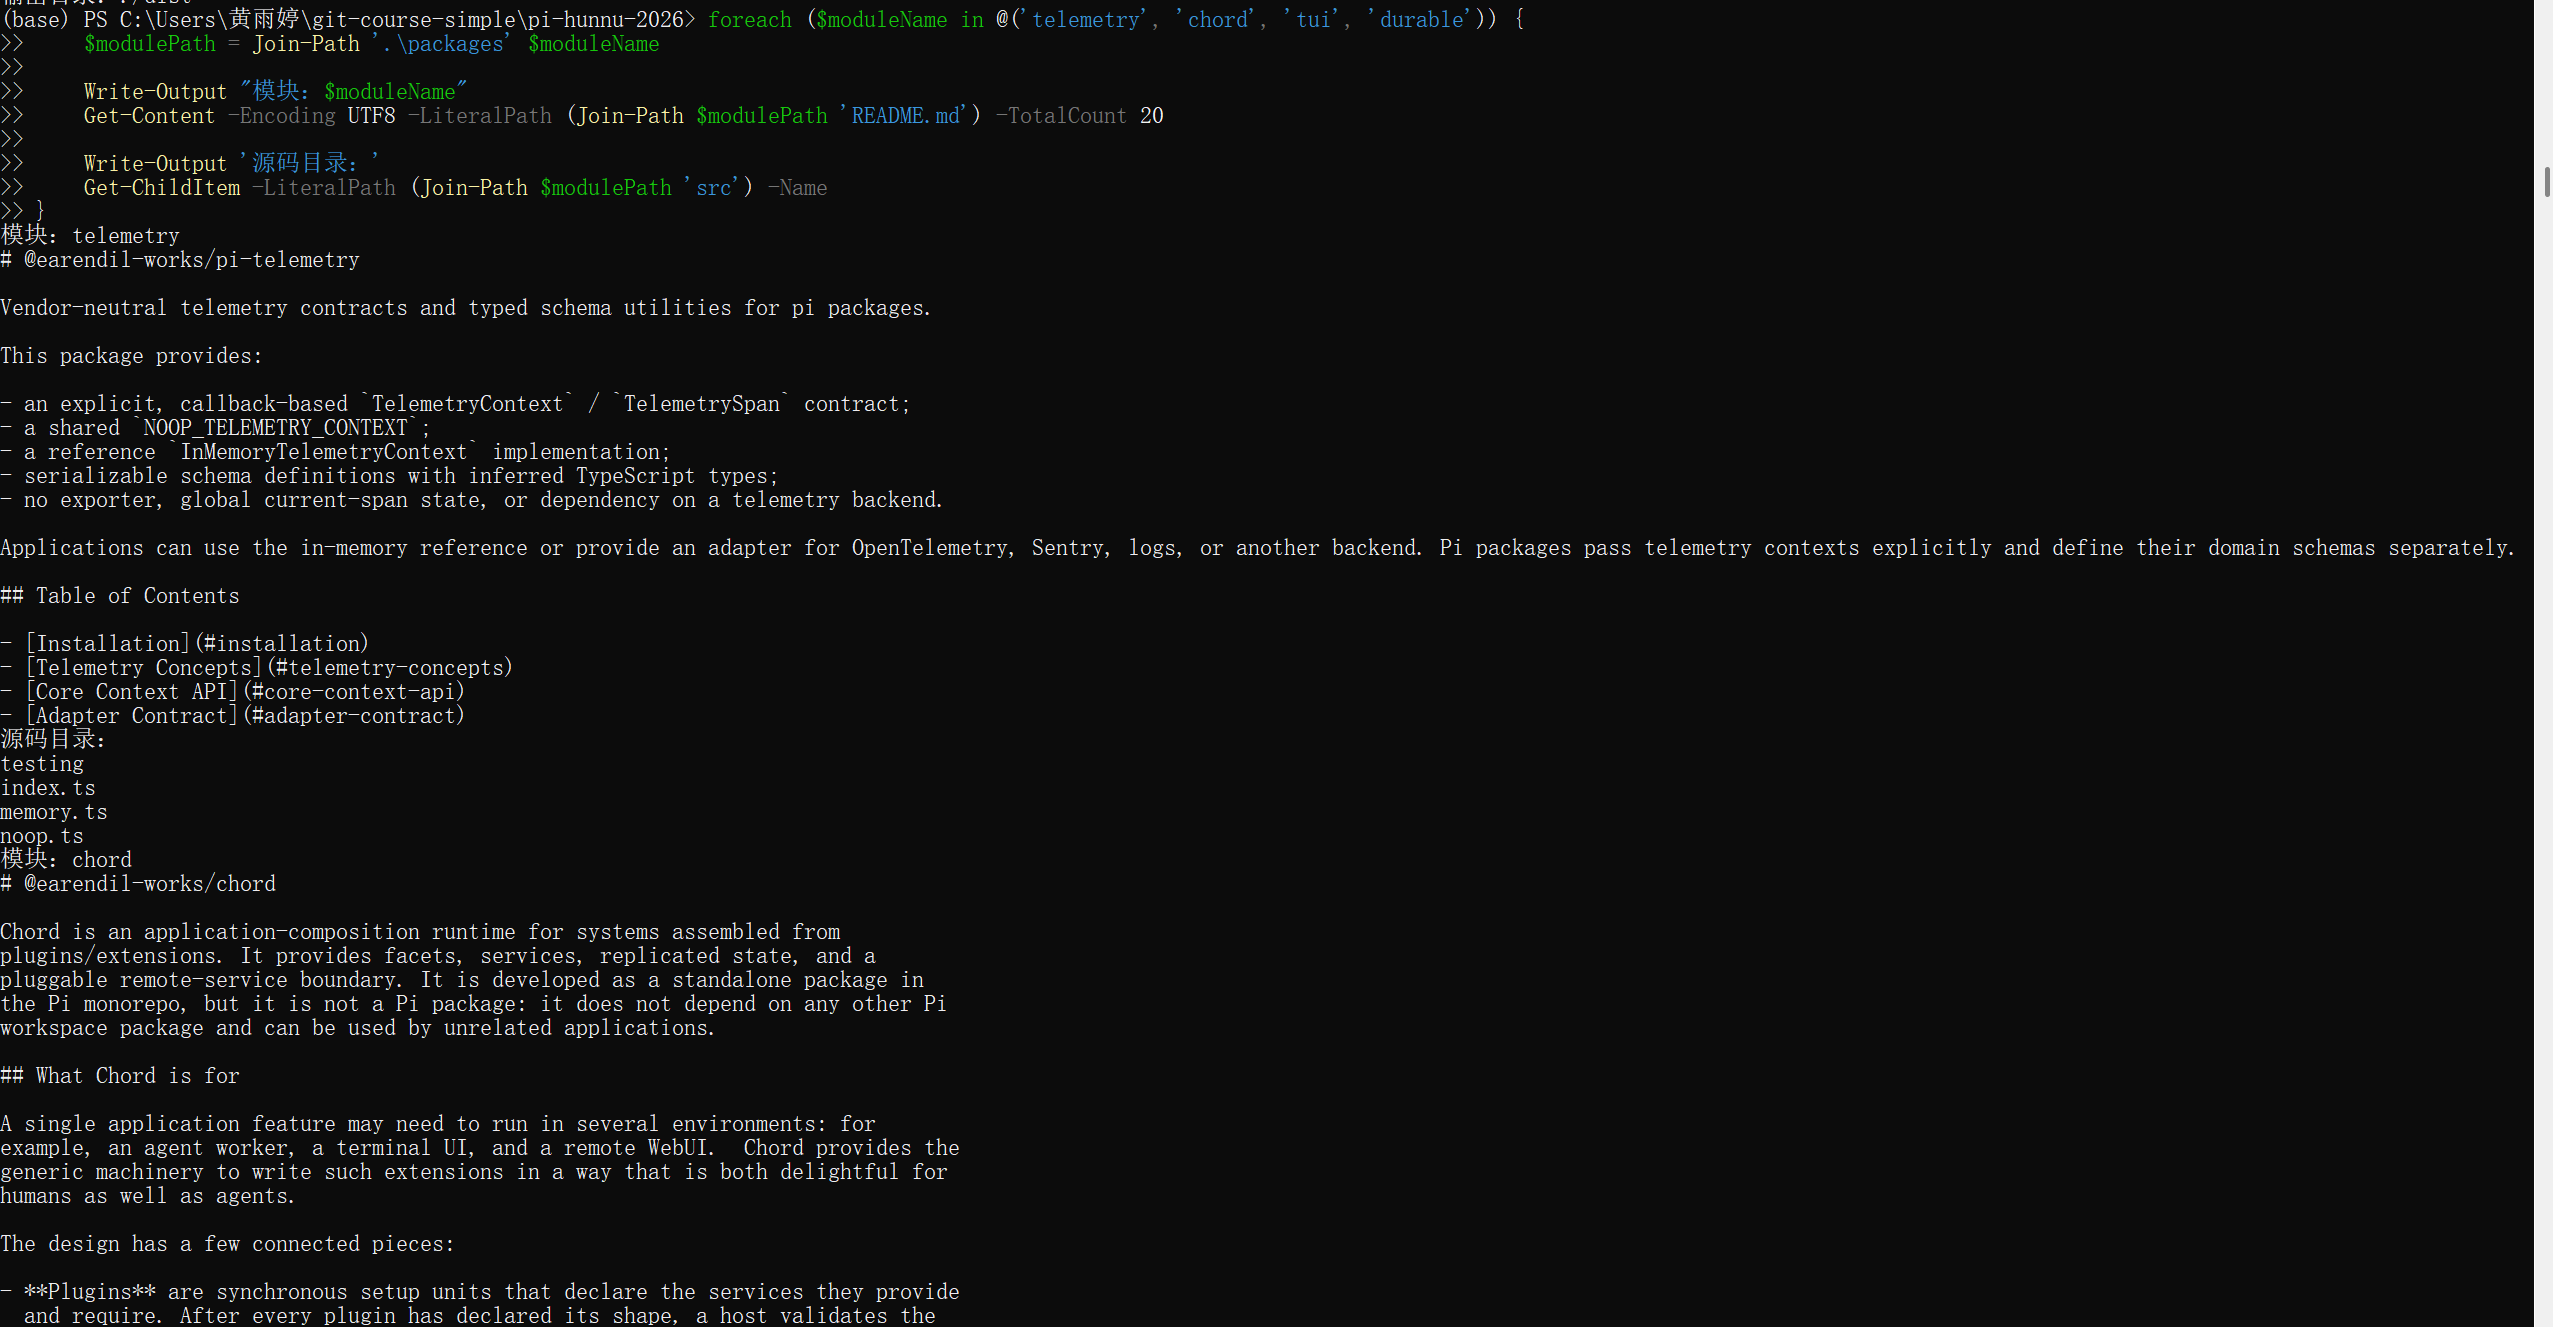 (base) PS C:\Users\黄雨婷\git-course-simple\pi-hunnu-2026> foreach ($moduleName in @('telemetry', 'chord', 'tui', 'durable')) {
>>     $modulePath = Join-Path '.\packages' $moduleName
>>
>>     Write-Output "模块：$moduleName"
>>     Get-Content -Encoding UTF8 -LiteralPath (Join-Path $modulePath 'README.md') -TotalCount 20
>>
>>     Write-Output '源码目录：'
>>     Get-ChildItem -LiteralPath (Join-Path $modulePath 'src') -Name
>> }
模块：telemetry
# @earendil-works/pi-telemetry

Vendor-neutral telemetry contracts and typed schema utilities for pi packages.

This package provides:

- an explicit, callback-based `TelemetryContext` / `TelemetrySpan` contract;
- a shared `NOOP_TELEMETRY_CONTEXT`;
- a reference `InMemoryTelemetryContext` implementation;
- serializable schema definitions with inferred TypeScript types;
- no exporter, global current-span state, or dependency on a telemetry backend.

Applications can use the in-memory reference or provide an adapter for OpenTelemetry, Sentry, logs, or another backend. Pi packages pass telemetry contexts explicitly and define their domain schemas separately.

## Table of Contents

- [Installation](#installation)
- [Telemetry Concepts](#telemetry-concepts)
- [Core Context API](#core-context-api)
- [Adapter Contract](#adapter-contract)
源码目录：
testing
index.ts
memory.ts
noop.ts
模块：chord
# @earendil-works/chord

Chord is an application-composition runtime for systems assembled from
plugins/extensions. It provides facets, services, replicated state, and a
pluggable remote-service boundary. It is developed as a standalone package in
the Pi monorepo, but it is not a Pi package: it does not depend on any other Pi
workspace package and can be used by unrelated applications.

## What Chord is for

A single application feature may need to run in several environments: for
example, an agent worker, a terminal UI, and a remote WebUI.  Chord provides the
generic machinery to write such extensions in a way that is both delightful for
humans as well as agents.

The design has a few connected pieces:

- **Plugins** are synchronous setup units that declare the services they provide
  and require. After every plugin has declared its shape, a host validates the